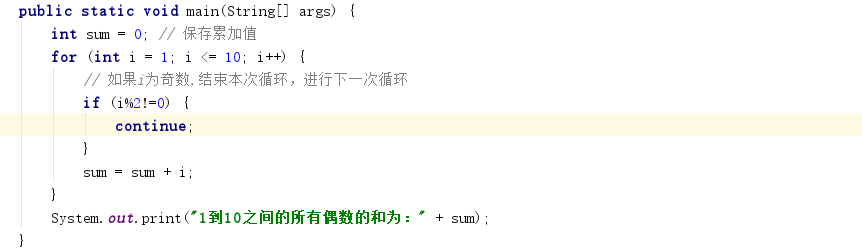 public static void main(String[] args) {
int sum = 0; // 保存累加值
for (int i = 1; i <= 10; i++) {
// 如果i为奇数,结束本次循环，进行下一次循环
if (i%2!=0) {
continue;
}
sum = sum + i;
}
System.out.print("1到10之间的所有偶数的和为：" + sum);
}